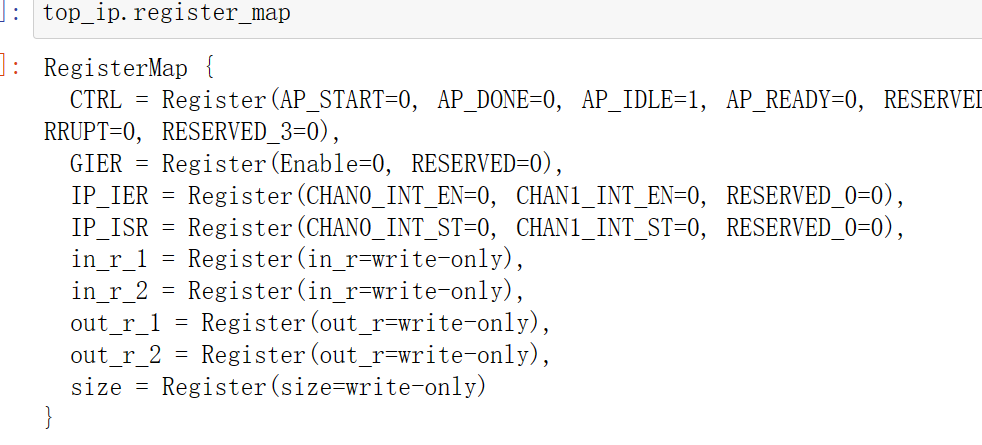 ]: top_ip.register_map
]: RegisterMap {
CTRL = Register(AP_START=0, AP_DONE=0, AP_IDLE=1, AP_READY=0, RESERVED
RRUPT=0, RESERVED_3=0),
GIER = Register(Enable=0, RESERVED=0),
IP_IER = Register(CHAN0_INT_EN=0, CHAN1_INT_EN=0, RESERVED_0=0),
IP_ISR = Register(CHAN0_INT_ST=0, CHAN1_INT_ST=0, RESERVED_0=0),
in_r_1 = Register(in_r=write-only),
in_r_2 = Register(in_r=write-only),
out_r_1 = Register(out_r=write-only),
out_r_2 = Register(out_r=write-only),
size = Register(size=write-only)
}